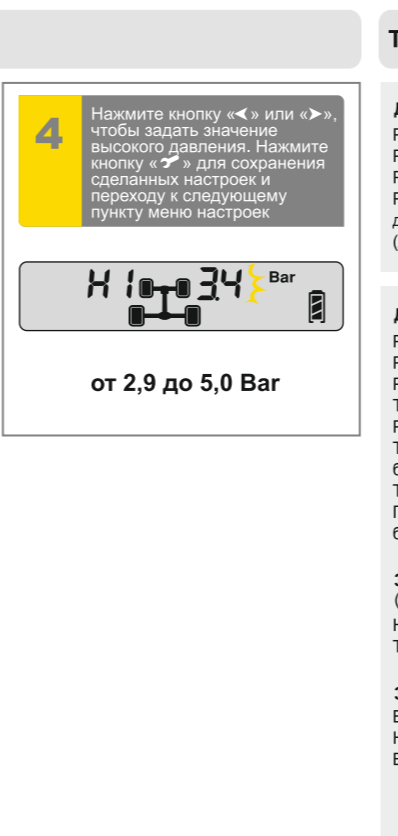 4
Нажмите кнопку «⮜» или «⮞»,
чтобы задать значение
высокого давления. Нажмите
кнопку «🔧» для сохранения
сделанных настроек и
переходу к следующему
пункту меню настроек
HI 3.4 Bar
от 2,9 до 5,0 Bar